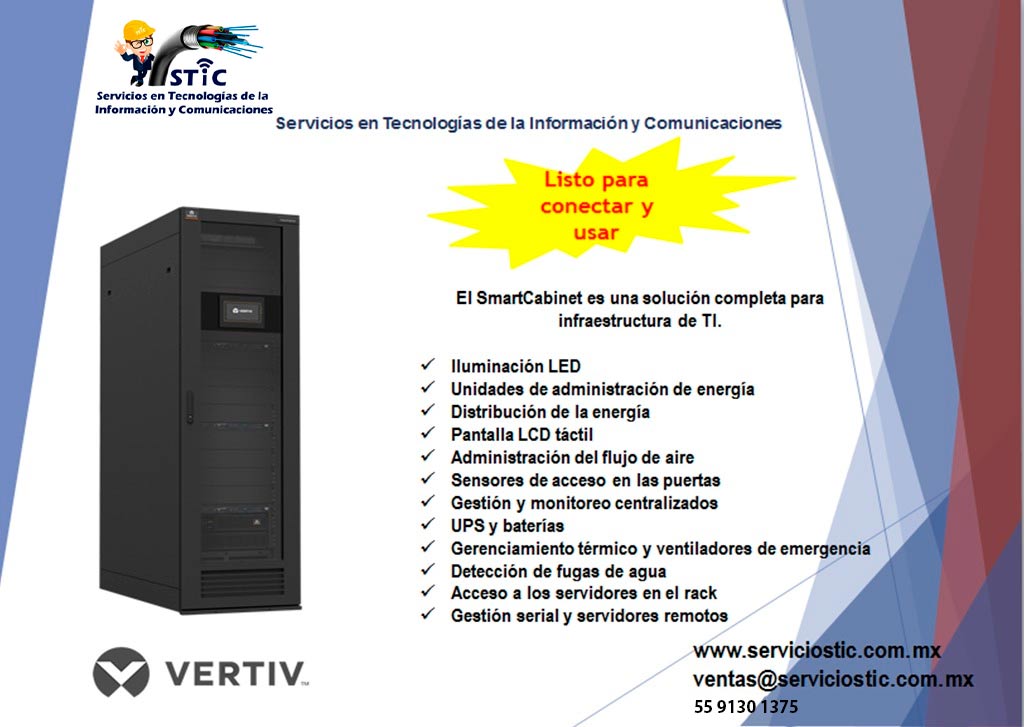 STiC
Servicios en Tecnologías de la
Información y Comunicaciones
Servicios en Tecnologías de la Información y Comunicaciones
Listo para
conectar y
usar
El SmartCabinet es una solución completa para
infraestructura de TI.
✓ Iluminación LED
✓ Unidades de administración de energía
✓ Distribución de la energía
✓ Pantalla LCD táctil
✓ Administración del flujo de aire
✓ Sensores de acceso en las puertas
✓ Gestión y monitoreo centralizados
✓ UPS y baterías
✓ Gerenciamiento térmico y ventiladores de emergencia
✓ Detección de fugas de agua
✓ Acceso a los servidores en el rack
✓ Gestión serial y servidores remotos
VERTIV
VERTIV™
www.serviciostic.com.mx
ventas@serviciostic.com.mx
55 9130 1375